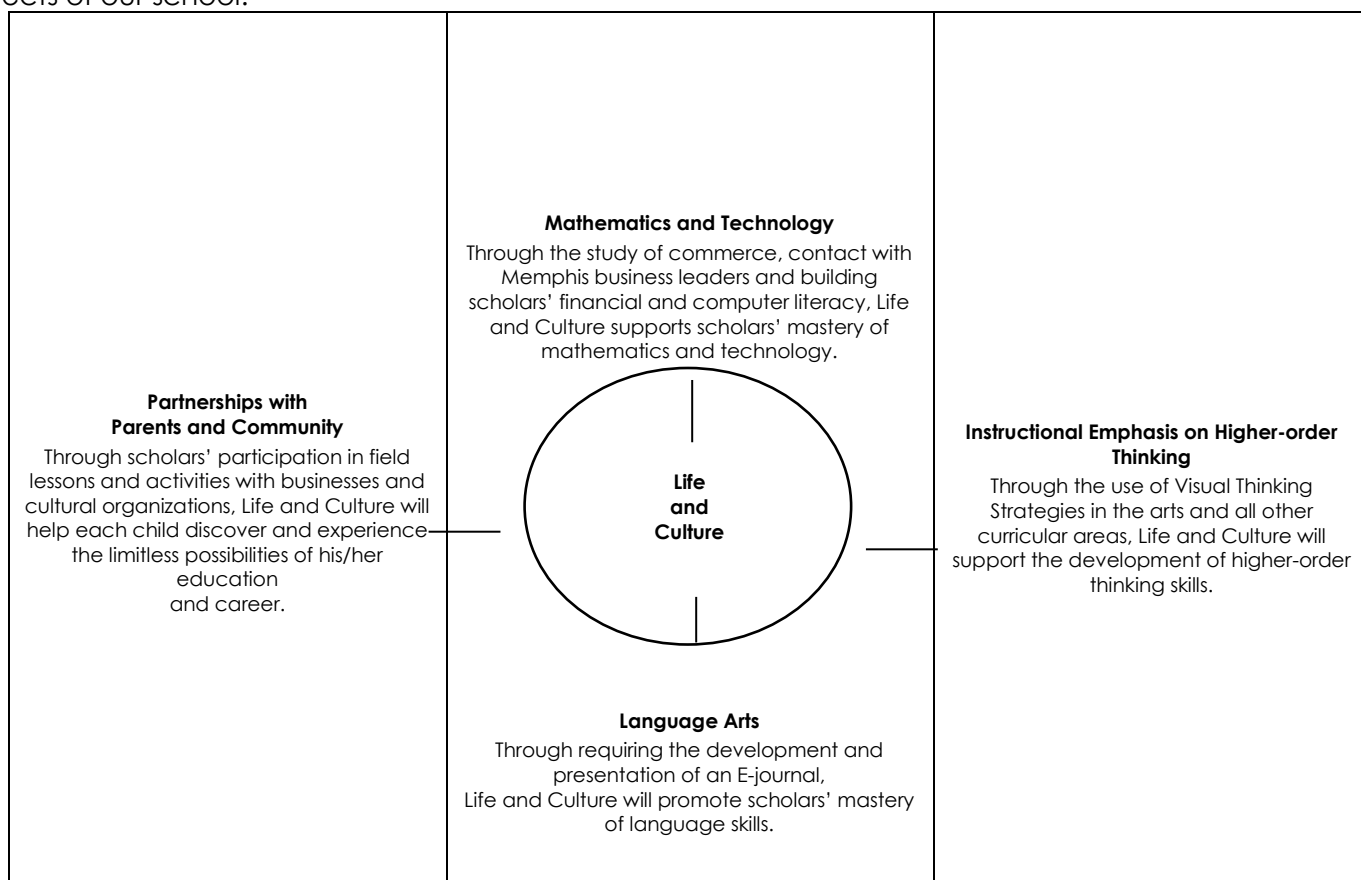 Mathematics and Technology
Through the study of commerce, contact with
Memphis business leaders and building
scholars’ financial and computer literacy, Life
and Culture supports scholars’ mastery of
mathematics and technology.
Partnerships with
Parents and Community
Through scholars’ participation in field
lessons and activities with businesses and
cultural organizations, Life and Culture will
help each child discover and experience
the limitless possibilities of his/her
education
and career.
Life
and
Culture
Instructional Emphasis on Higher-order
Thinking
Through the use of Visual Thinking
Strategies in the arts and all other
curricular areas, Life and Culture will
support the development of higher-order
thinking skills.
Language Arts
Through requiring the development and
presentation of an E-journal,
Life and Culture will promote scholars’ mastery
of language skills.